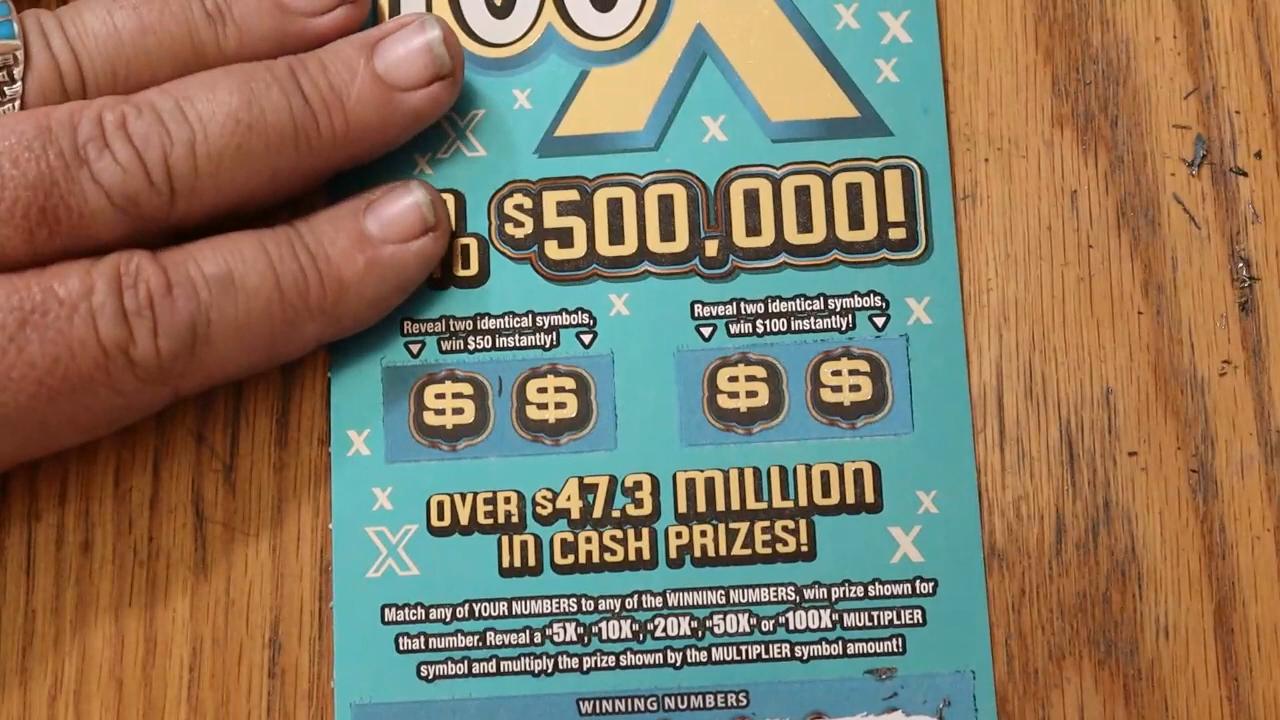 100X
$500,000!
Reveal two identical symbols,
win $50 instantly!
Reveal two identical symbols,
win $100 instantly!
$ $
$ $
OVER $47.3 MILLION
IN CASH PRIZES!
Match any of YOUR NUMBERS to any of the WINNING NUMBERS, win prize shown for
that number. Reveal a "5X", "10X", "20X", "50X" or "100X" MULTIPLIER
symbol and multiply the prize shown by the MULTIPLIER symbol amount!
WINNING NUMBERS